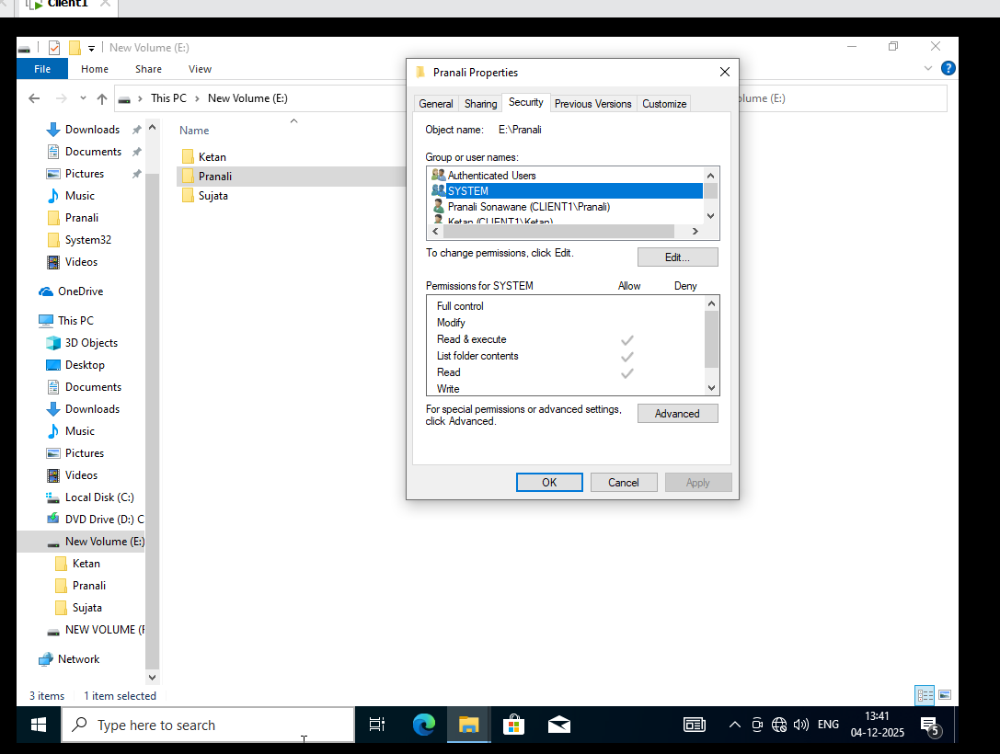 Client1
New Volume (E:)
File Home Share View
This PC New Volume (E:)
olume (E:)
Downloads
Documents
Pictures
Music
Pranali
System32
Videos
OneDrive
This PC
3D Objects
Desktop
Documents
Downloads
Music
Pictures
Videos
Local Disk (C:)
DVD Drive (D:) C
New Volume (E:)
Ketan
Pranali
Sujata
NEW VOLUME (F
Network
Name
Ketan
Pranali
Sujata
Pranali Properties
General Sharing Security Previous Versions Customize
Object name: E:\Pranali
Group or user names:
Authenticated Users
SYSTEM
Pranali Sonawane (CLIENT1\Pranali)
Ketan (CLIENT1\Ketan)
To change permissions, click Edit.
Edit...
Permissions for SYSTEM Allow Deny
Full control
Modify
Read & execute
List folder contents
Read
Write
For special permissions or advanced settings,
click Advanced.
Advanced
OK Cancel Apply
3 items 1 item selected
Type here to search
ENG
13:41
04-12-2025
5